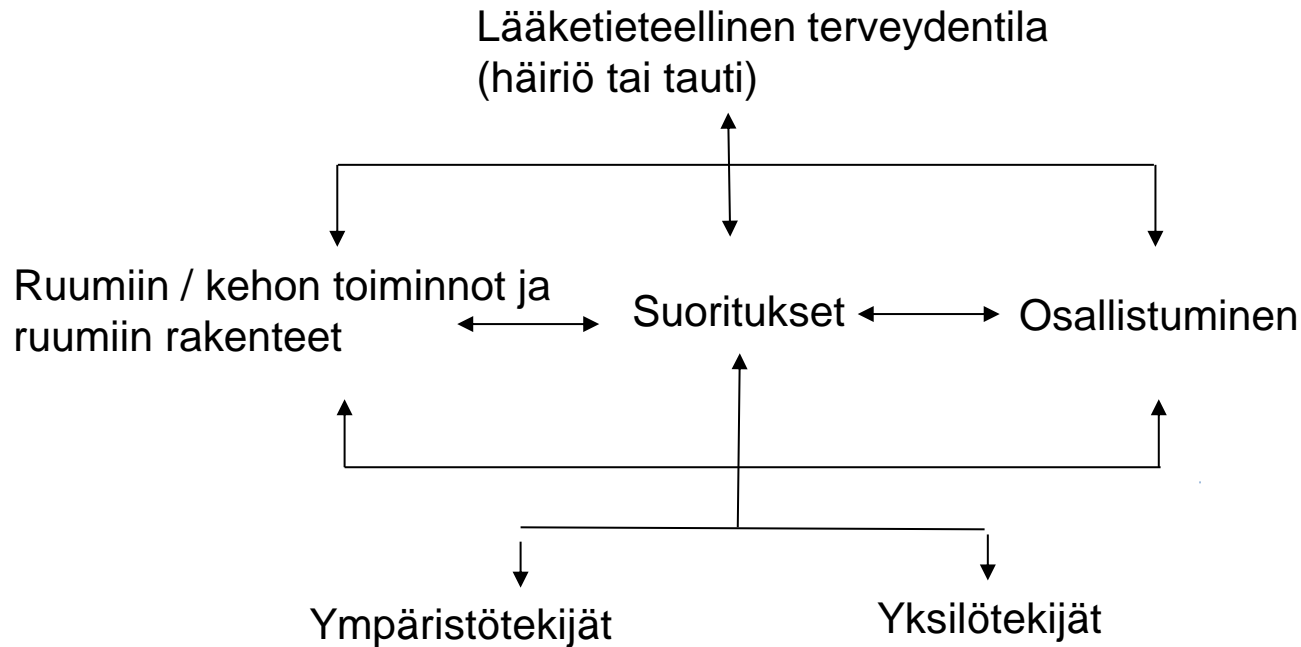 Lääketieteellinen terveydentila
(häiriö tai tauti)
Ruumiin / kehon toiminnot ja
ruumiin rakenteet
Suoritukset
Osallistuminen
Ympäristötekijät
Yksilötekijät